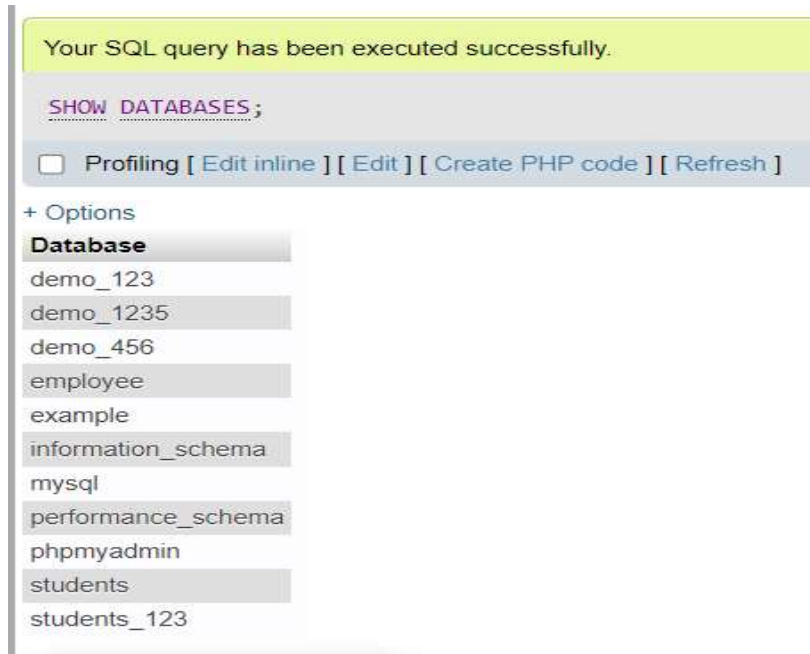 Your SQL query has been executed successfully.
SHOW DATABASES;
Profiling [ Edit inline ] [ Edit ] [ Create PHP code ] [ Refresh ]
+ Options
Database
demo_123
demo_1235
demo_456
employee
example
information_schema
mysql
performance_schema
phpmyadmin
students
students_123